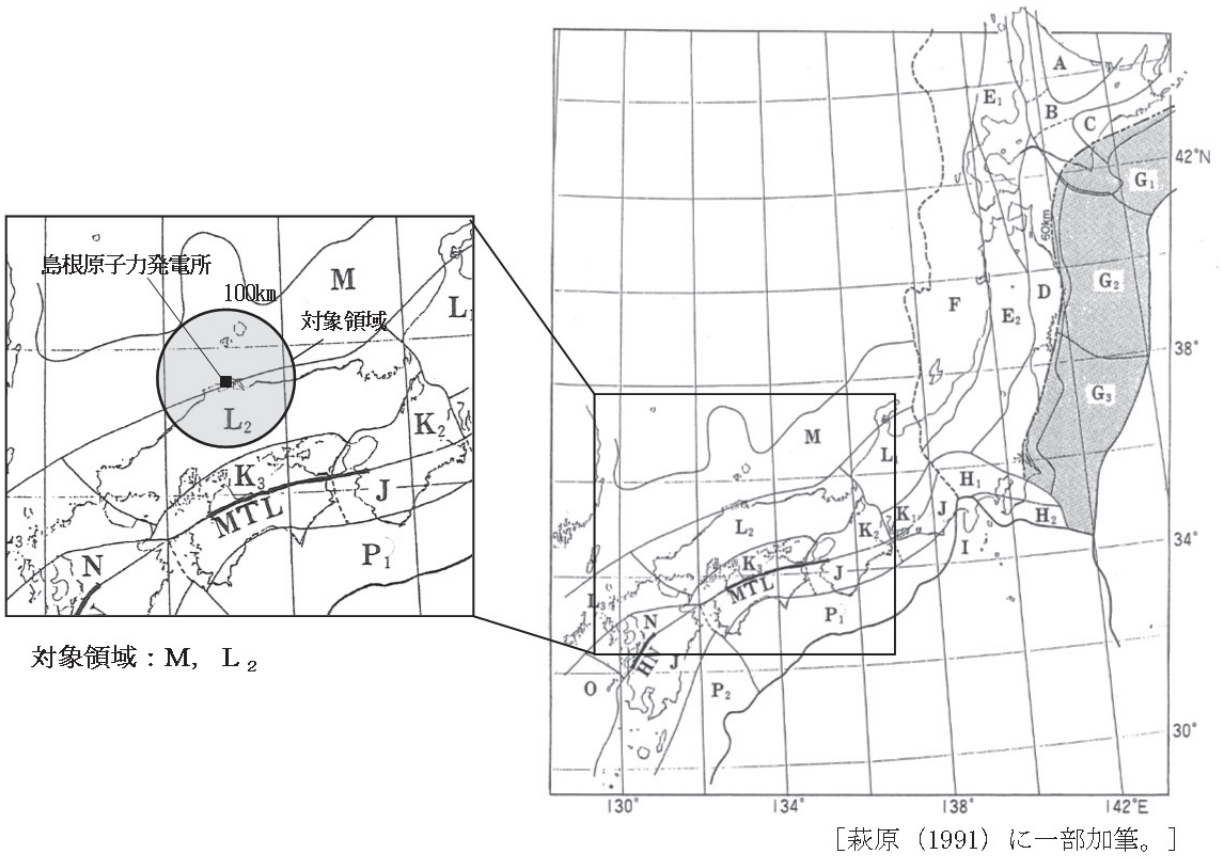 島根原子力発電所
100km
対象領域
M
L₁
L₂
K₂
K₃
MTL
J
P₁
N
対象領域：M， L₂
A
B
C
E₁
42°N
G₁
60km
F
E₂
D
G₂
38°
G₃
M
L₁
H₁
H₂
L₂
K₂
K₁
J
I
34°
K₃
MTL
J
L₃
N
P₁
HN
J
O
P₂
30°
130°
134°
138°
142°E
[萩原（1991）に一部加筆。]